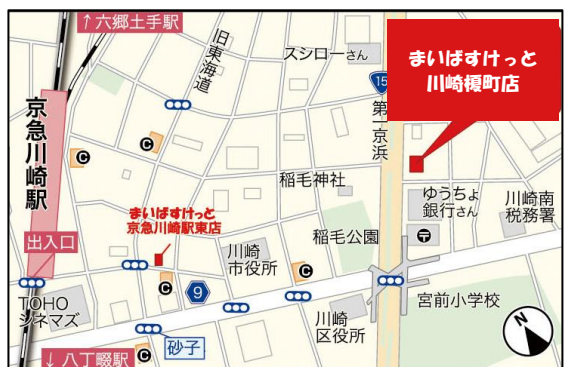 ↑六郷土手駅
旧東海道
スシローさん
15
第一京浜
まいばすけっと
川崎榎町店
京急川崎駅
C
C
稲毛神社
ゆうちょ
銀行さん
川崎南
税務署
まいばすけっと
京急川崎駅東店
出入口
川崎
市役所
稲毛公園
〒
C
C
9
TOHO
シネマズ
宮前小学校
川崎
区役所
砂子
C
↓八丁畷駅
N